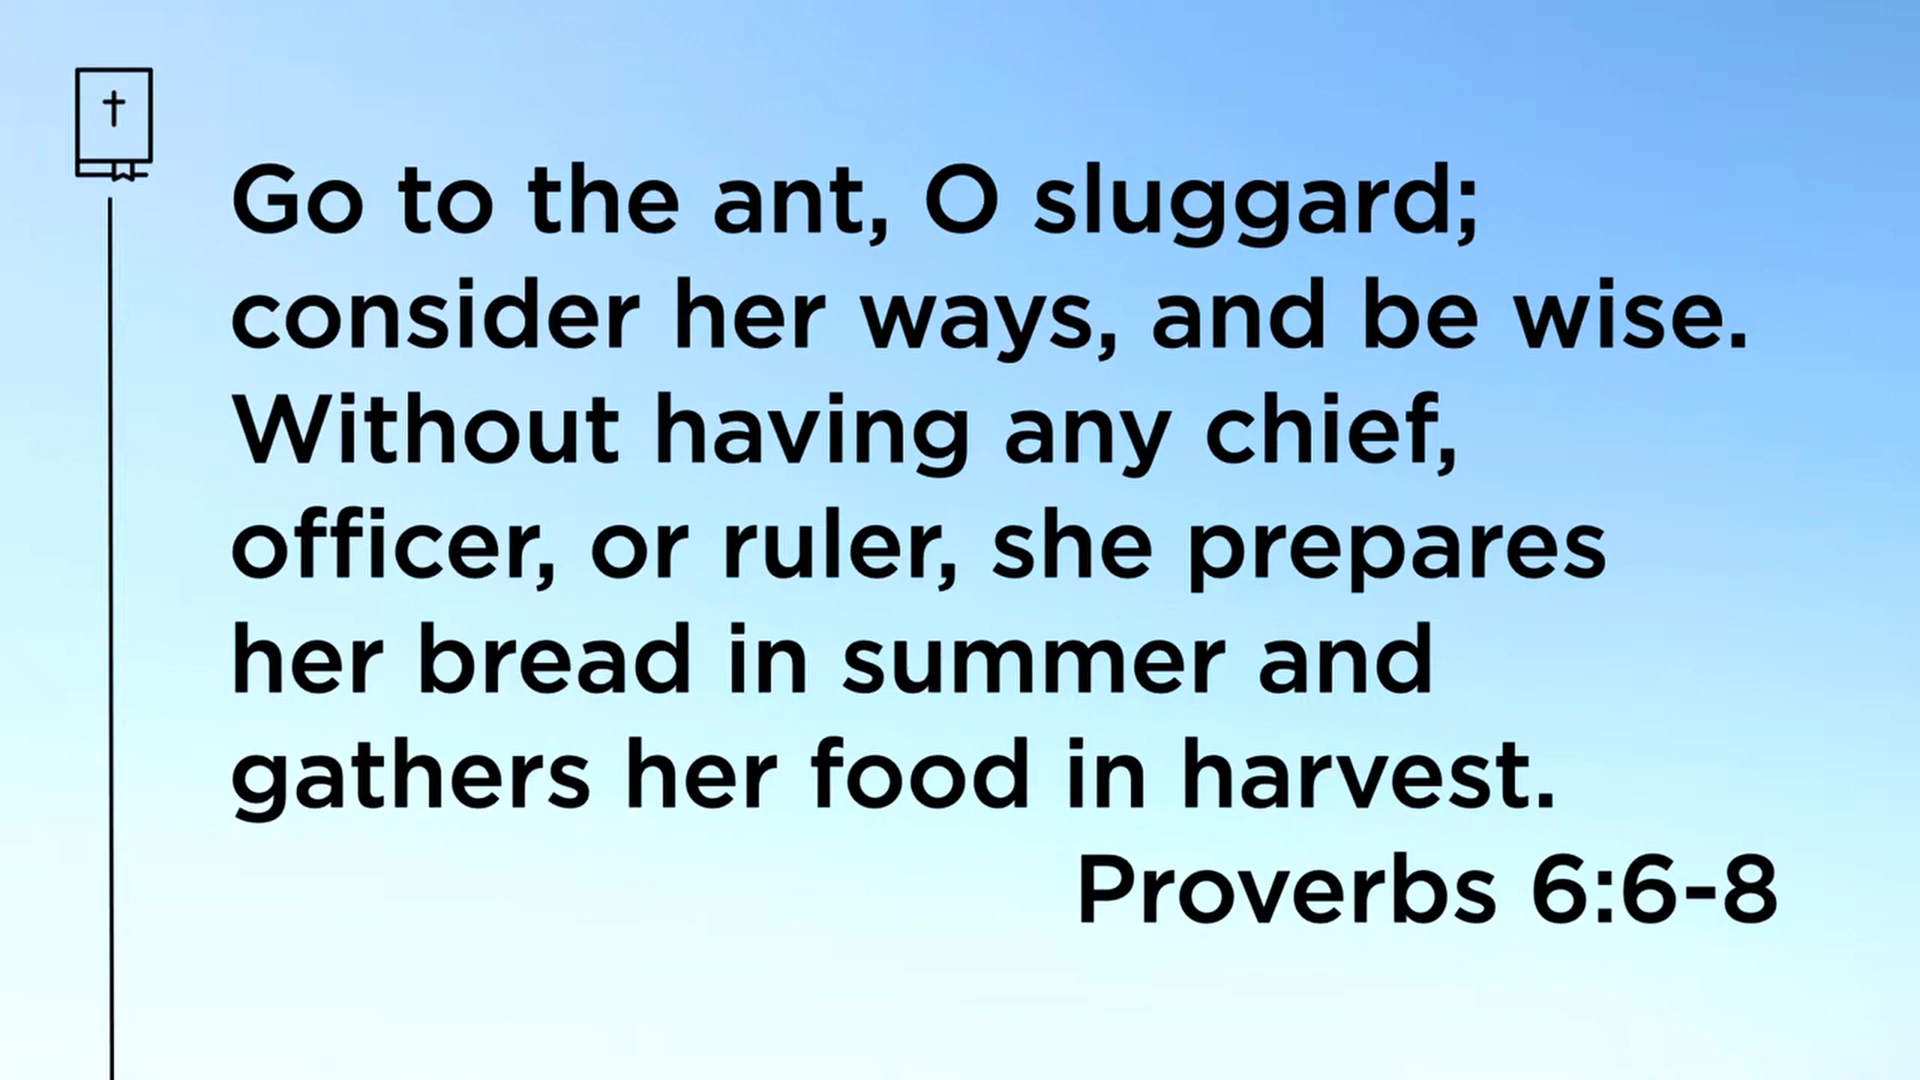 Go to the ant, O sluggard;
consider her ways, and be wise.
Without having any chief,
officer, or ruler, she prepares
her bread in summer and
gathers her food in harvest.
Proverbs 6:6-8